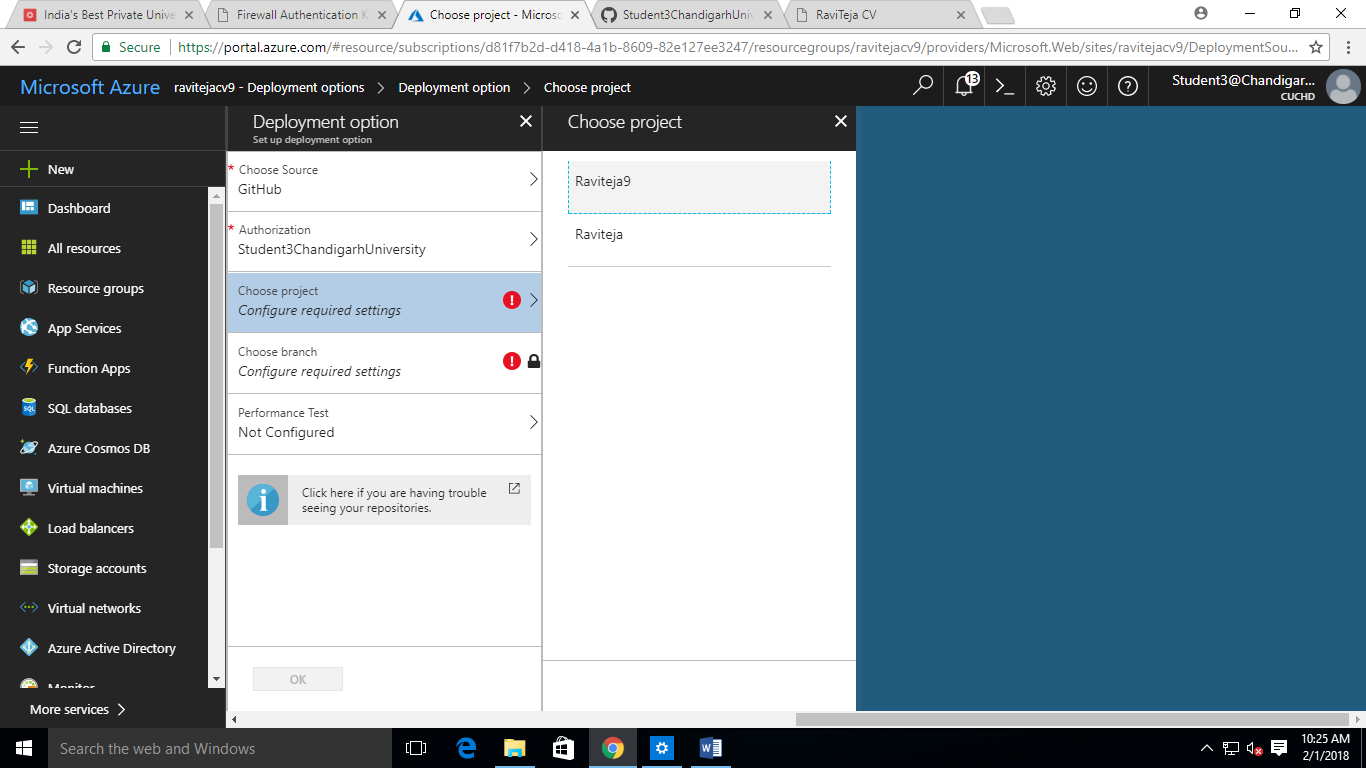 India's Best Private Unive
Firewall Authentication K
Choose project - Micros
Student3ChandigarhUniv
RaviTeja CV
Secure
https://portal.azure.com/#resource/subscriptions/d81f7b2d-d418-4a1b-8609-82e127ee3247/resourcegroups/ravitejacv9/providers/Microsoft.Web/sites/ravitejacv9/DeploymentSou...
Microsoft Azure
ravitejacv9 - Deployment options > Deployment option > Choose project
13
Student3@Chandigar...
CUCHD
New
Dashboard
All resources
Resource groups
App Services
Function Apps
SQL databases
Azure Cosmos DB
Virtual machines
Load balancers
Storage accounts
Virtual networks
Azure Active Directory
Monitor
More services
Deployment option
Set up deployment option
* Choose Source
GitHub
* Authorization
Student3ChandigarhUniversity
Choose project
Configure required settings
Choose branch
Configure required settings
Performance Test
Not Configured
Click here if you are having trouble
seeing your repositories.
OK
Choose project
Raviteja9
Raviteja
Search the web and Windows
10:25 AM
2/1/2018